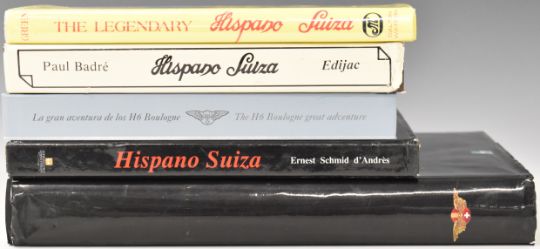 GREEN THE LEGENDARY Hispano Suiza
Paul Badré Hispano Suiza Edijac
La gran aventura de los H6 Boulogne The H6 Boulogne great adventure
Hispano Suiza Ernest Schmid d'Andrès